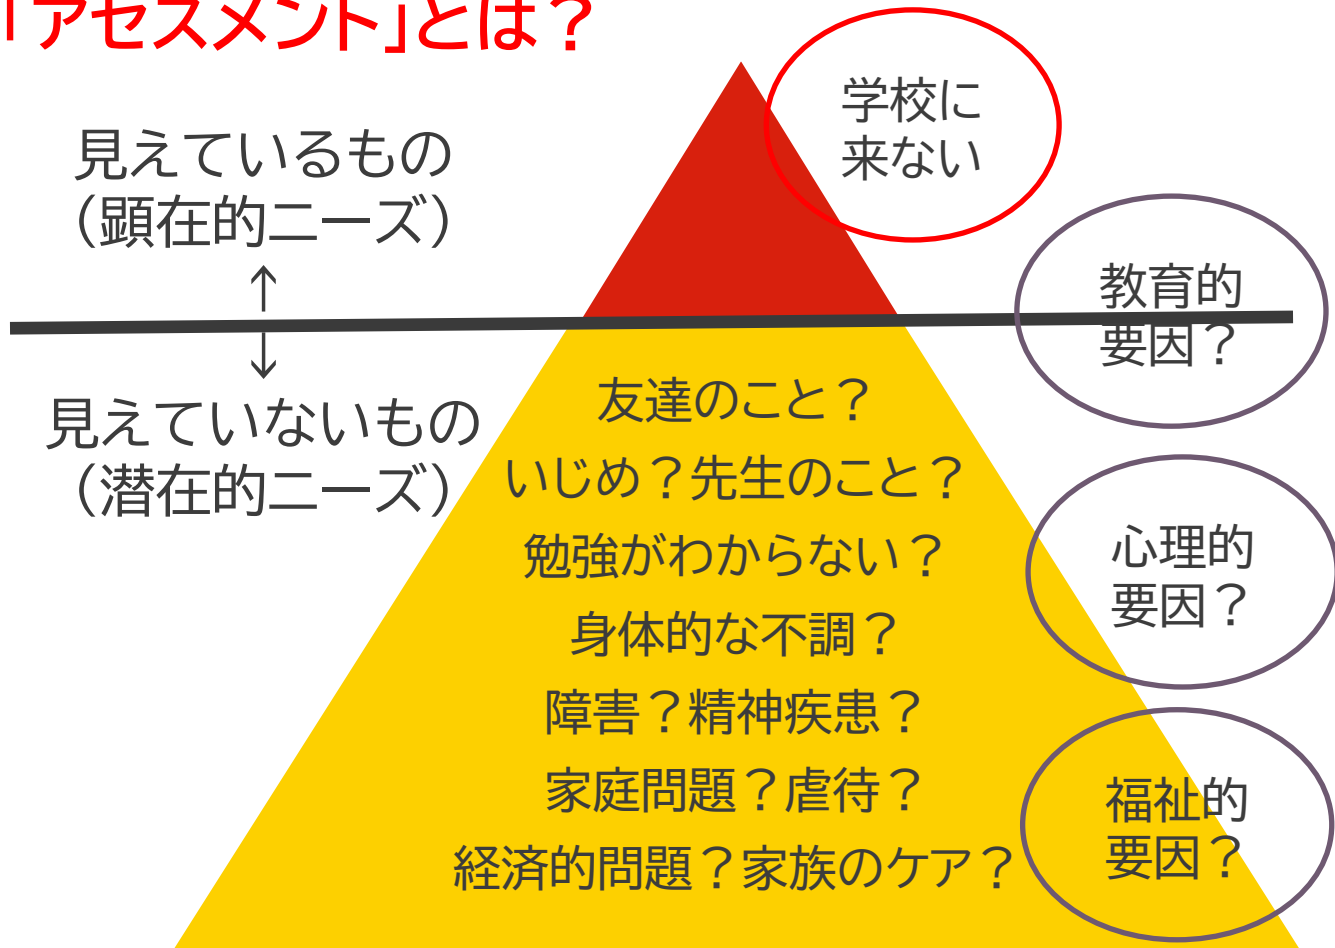 「アセスメント」とは？
学校に
来ない
見えているもの
（顕在的ニーズ）
↑
↓
見えていないもの
（潜在的ニーズ）
教育的
要因？
友達のこと？
いじめ？先生のこと？
勉強がわからない？
身体的な不調？
障害？精神疾患？
家庭問題？虐待？
経済的問題？家族のケア？
心理的
要因？
福祉的
要因？